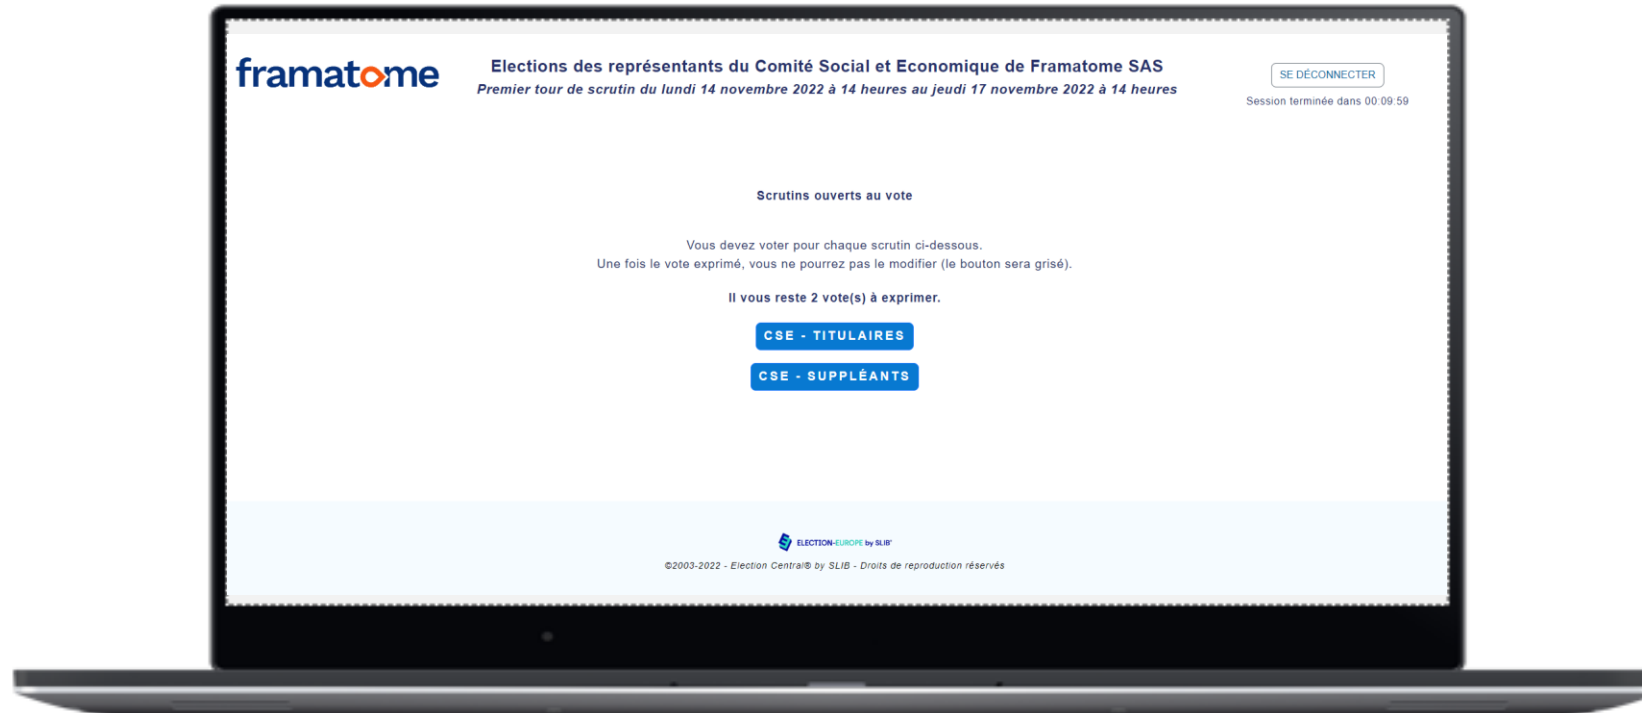 framatome
Elections des représentants du Comité Social et Economique de Framatome SAS
Premier tour de scrutin du lundi 14 novembre 2022 à 14 heures au jeudi 17 novembre 2022 à 14 heures
SE DÉCONNECTER
Session terminée dans 00:09:59
Scrutins ouverts au vote
Vous devez voter pour chaque scrutin ci-dessous.
Une fois le vote exprimé, vous ne pourrez pas le modifier (le bouton sera grisé).
Il vous reste 2 vote(s) à exprimer.
CSE - TITULAIRES
CSE - SUPPLÉANTS
ELECTION-EUROPE by SLIB®
©2003-2022 - Election Central® by SLIB - Droits de reproduction réservés